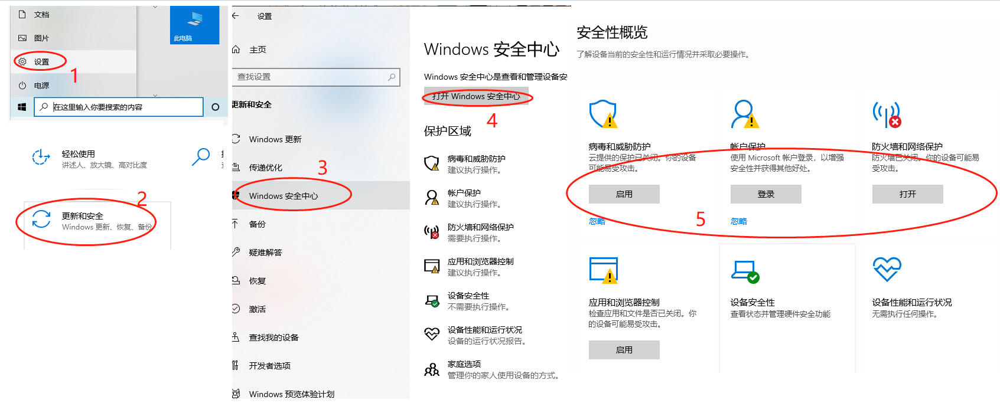 文档
图片
设置
1
电源
此电脑
在这里输入你要搜索的内容
轻松使用
讲述人、放大镜、高对比度
2
更新和安全
Windows 更新、恢复、备份
设置
主页
查找设置
更新和安全
Windows 更新
传递优化
3
Windows 安全中心
备份
疑难解答
恢复
激活
查找我的设备
开发者选项
Windows 预览体验计划
Windows 安全中心
Windows 安全中心是查看和管理设备安
打开 Windows 安全中心
4
保护区域
病毒和威胁防护
建议执行操作。
帐户保护
建议执行操作。
防火墙和网络保护
需要执行操作。
应用和浏览器控制
建议执行操作。
设备安全性
不需要执行操作。
设备性能和运行状况
设备的运行状况报告。
家庭选项
管理你的家人使用设备的方式。
安全性概览
了解设备当前的安全性和运行情况并采取必要操作。
病毒和威胁防护
云提供的保护已关闭。你的设备
可能易受攻击。
启用
忽略
帐户保护
使用 Microsoft 帐户登录，以增强
安全性并获得其他好处。
登录
忽略
防火墙和网络保护
防火墙已关闭。你的设备可能易
受攻击。
打开
5
应用和浏览器控制
检查应用和文件是否已关闭。你
的设备可能易受攻击。
启用
设备安全性
查看状态并管理硬件安全功能
设备性能和运行状况
无需执行任何操作。